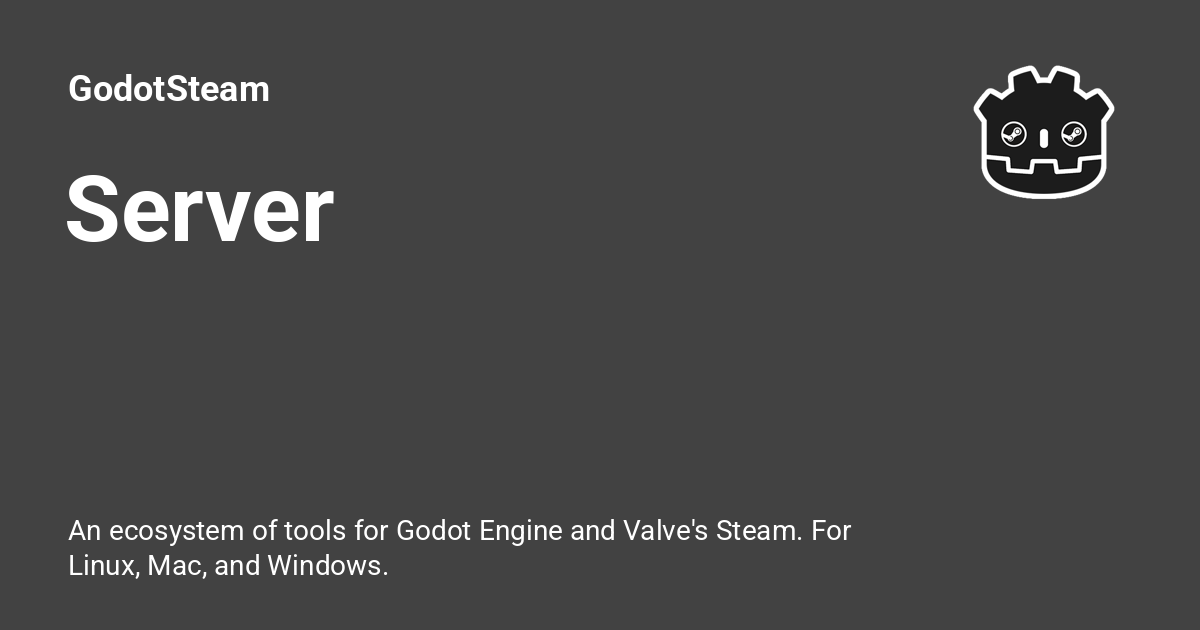 GodotSteam
Server
An ecosystem of tools for Godot Engine and Valve's Steam. For
Linux, Mac, and Windows.